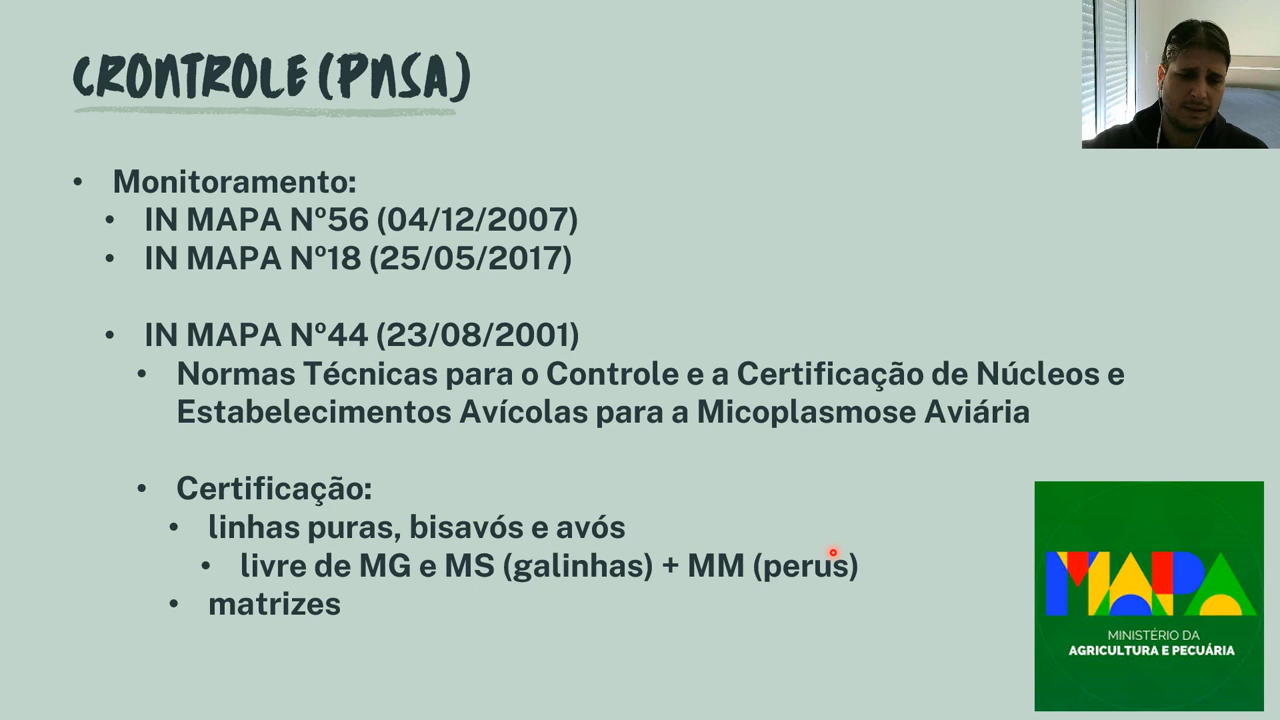 CRONTROLE (PNSA)
• Monitoramento:
• IN MAPA Nº56 (04/12/2007)
• IN MAPA Nº18 (25/05/2017)
• IN MAPA Nº44 (23/08/2001)
• Normas Técnicas para o Controle e a Certificação de Núcleos e
Estabelecimentos Avícolas para a Micoplasmose Aviária
• Certificação:
• linhas puras, bisavós e avós
• livre de MG e MS (galinhas) + MM (perus)
• matrizes
MAPA
MINISTÉRIO DA
AGRICULTURA E PECUÁRIA